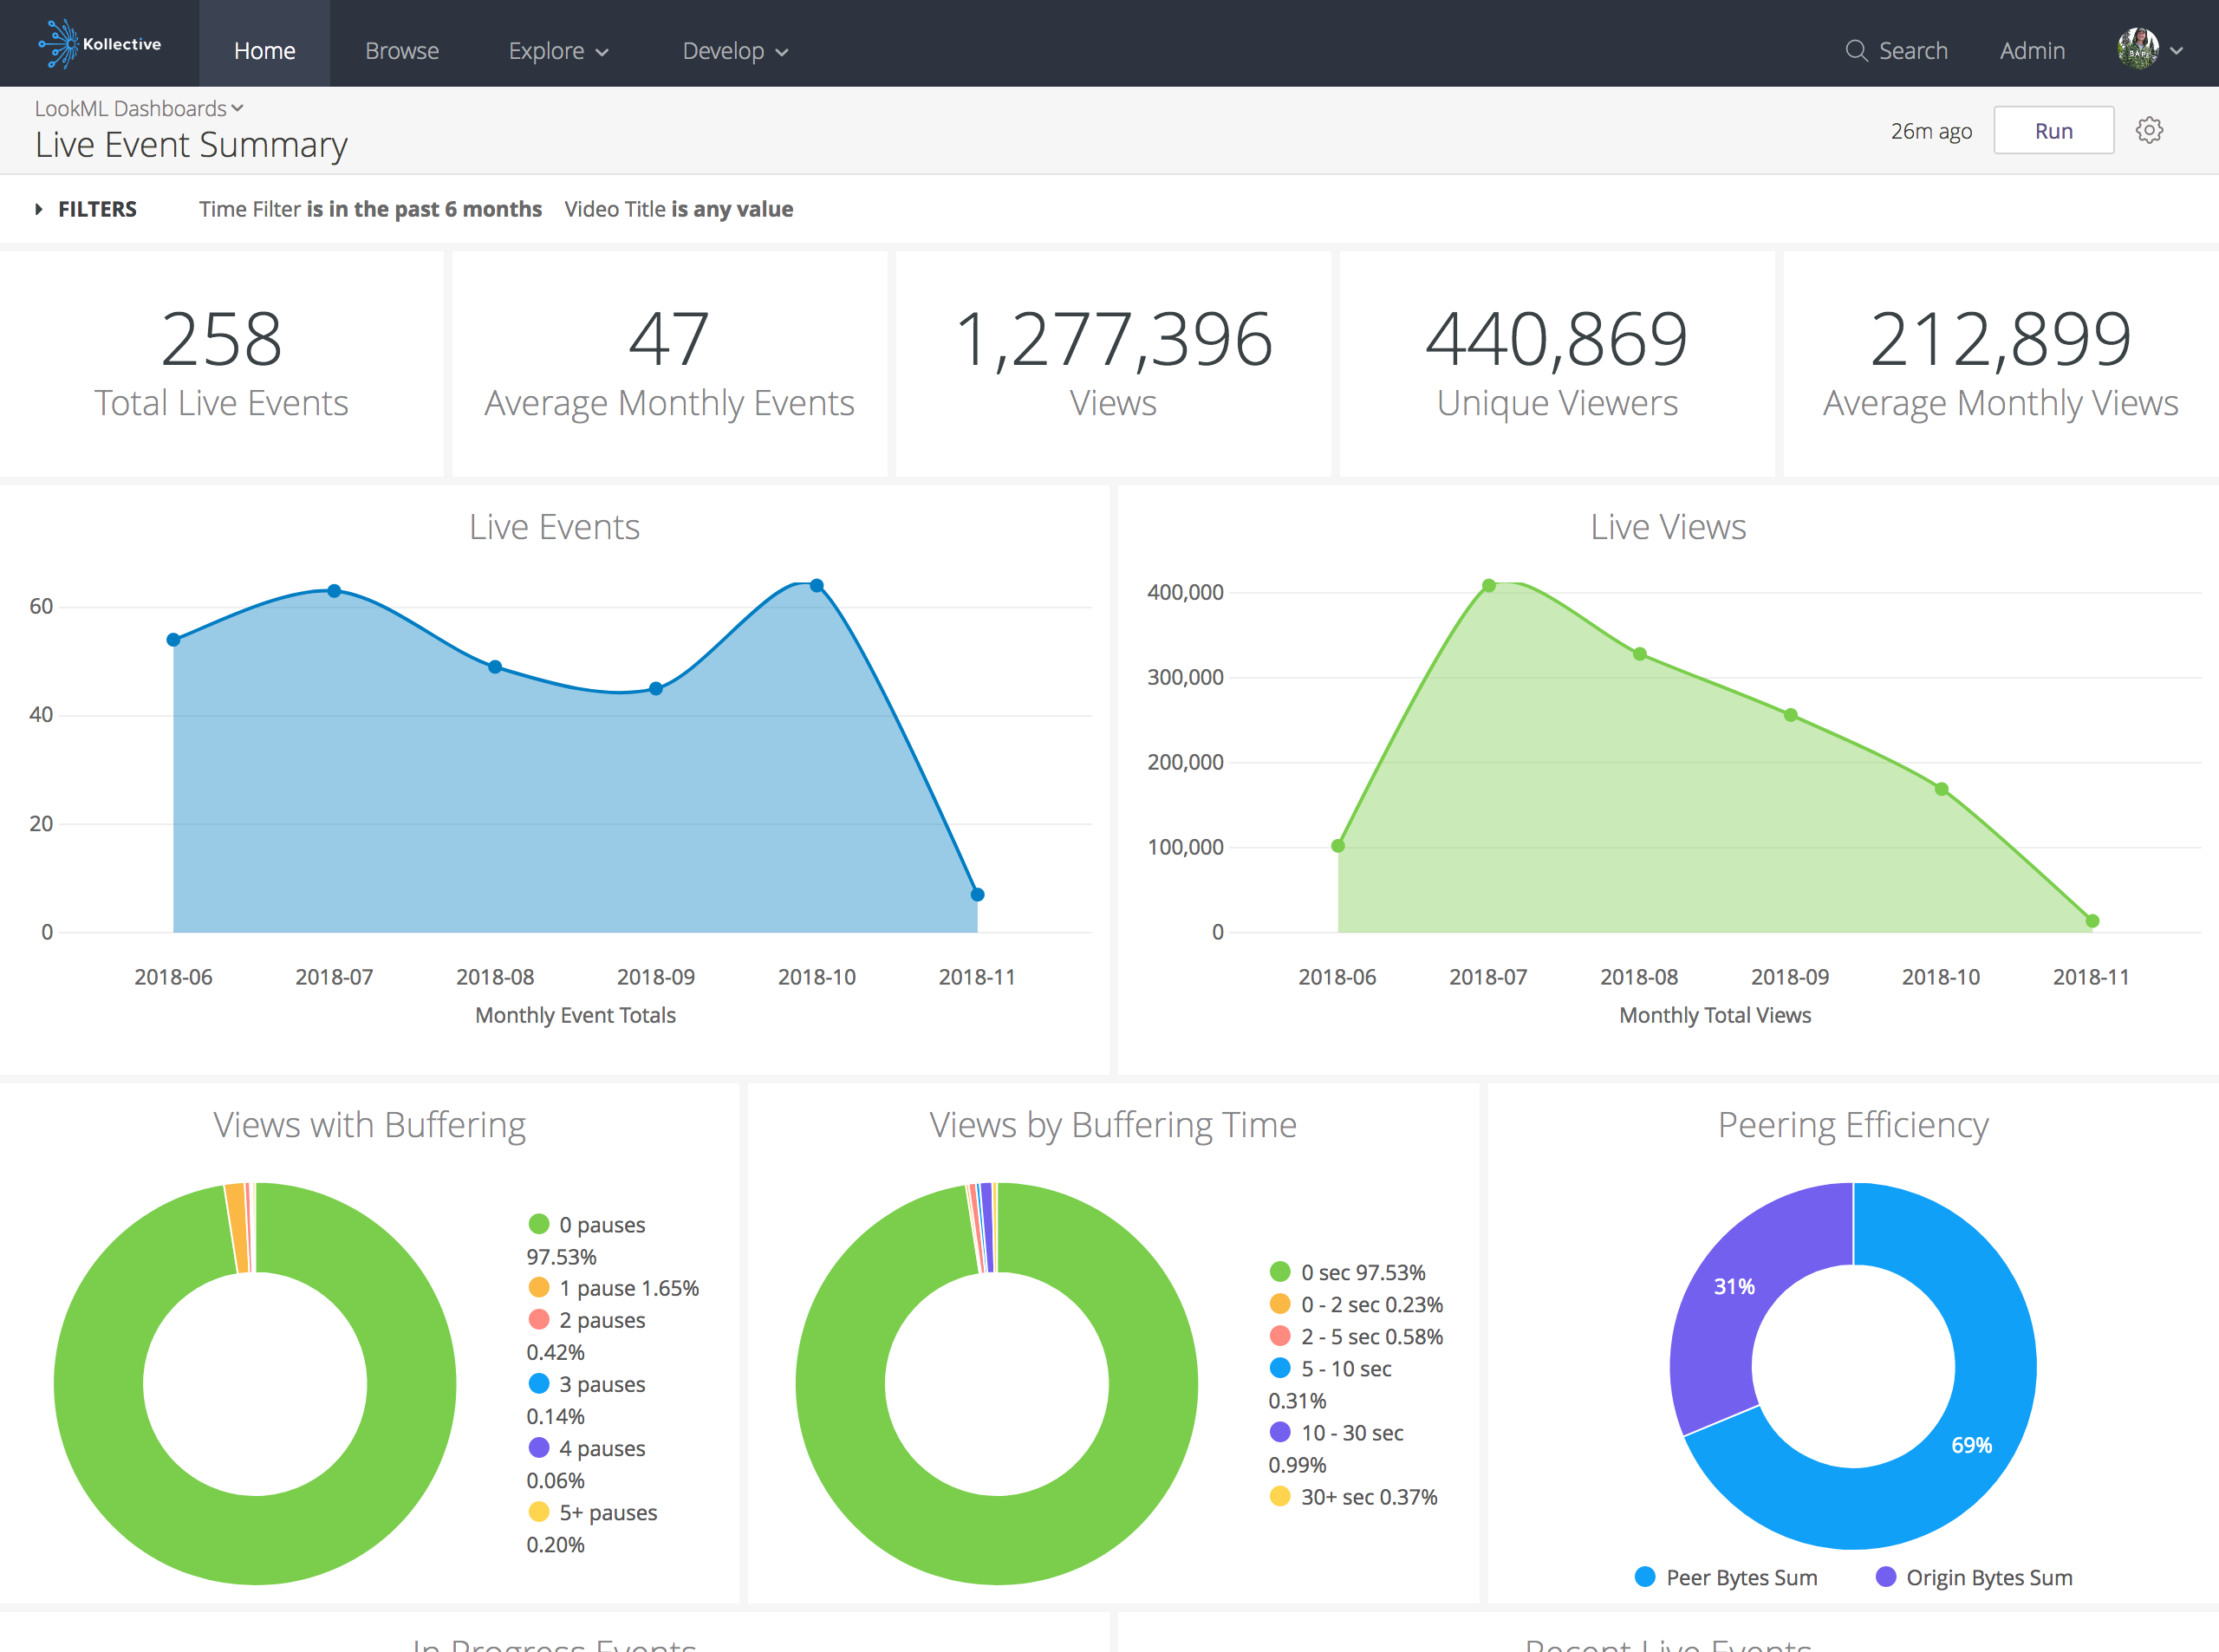 Kollective
Home
Browse
Explore
Develop
Search
Admin
LookML Dashboards
Live Event Summary
26m ago
Run
FILTERS
Time Filter is in the past 6 months
Video Title is any value
258
Total Live Events
47
Average Monthly Events
1,277,396
Views
440,869
Unique Viewers
212,899
Average Monthly Views
Live Events
60
40
20
0
2018-06
2018-07
2018-08
2018-09
2018-10
2018-11
Monthly Event Totals
Live Views
400,000
300,000
200,000
100,000
0
2018-06
2018-07
2018-08
2018-09
2018-10
2018-11
Monthly Total Views
Views with Buffering
0 pauses
97.53%
1 pause 1.65%
2 pauses
0.42%
3 pauses
0.14%
4 pauses
0.06%
5+ pauses
0.20%
Views by Buffering Time
0 sec 97.53%
0 - 2 sec 0.23%
2 - 5 sec 0.58%
5 - 10 sec
0.31%
10 - 30 sec
0.99%
30+ sec 0.37%
Peering Efficiency
31%
69%
Peer Bytes Sum
Origin Bytes Sum
In Progress Events
Recent Live Events